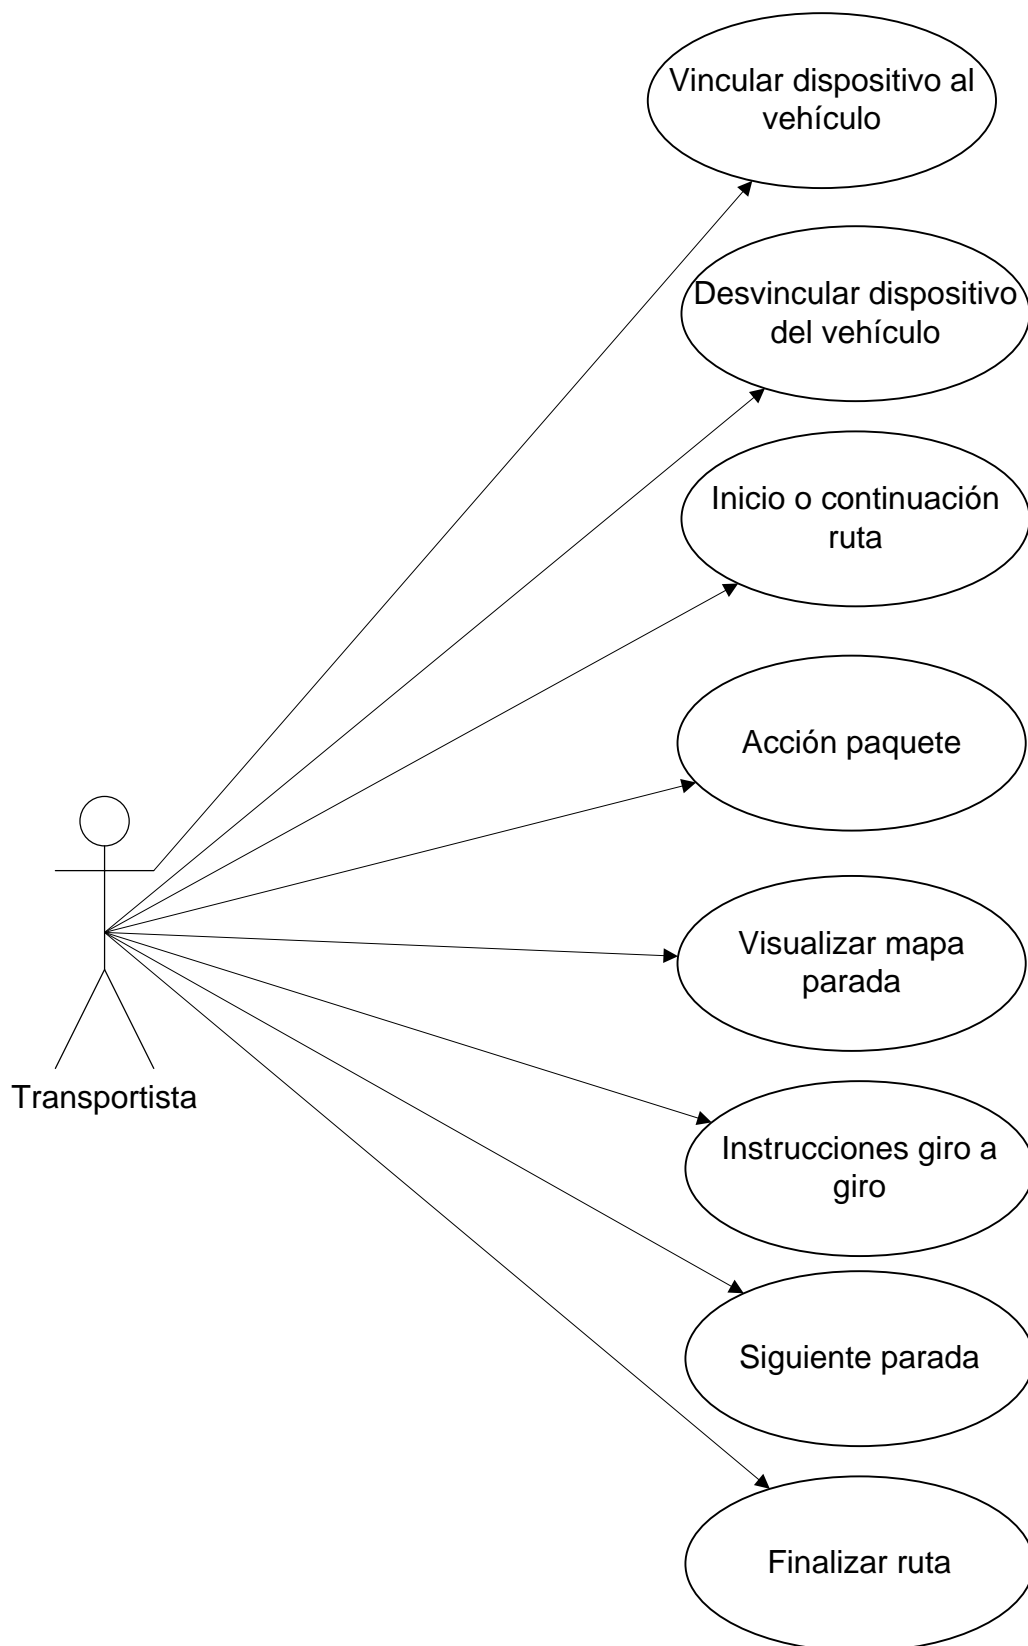 Vincular dispositivo al
vehículo
Desvincular dispositivo
del vehículo
Inicio o continuación
ruta
Acción paquete
Visualizar mapa
parada
Transportista
Instrucciones giro a
giro
Siguiente parada
Finalizar ruta